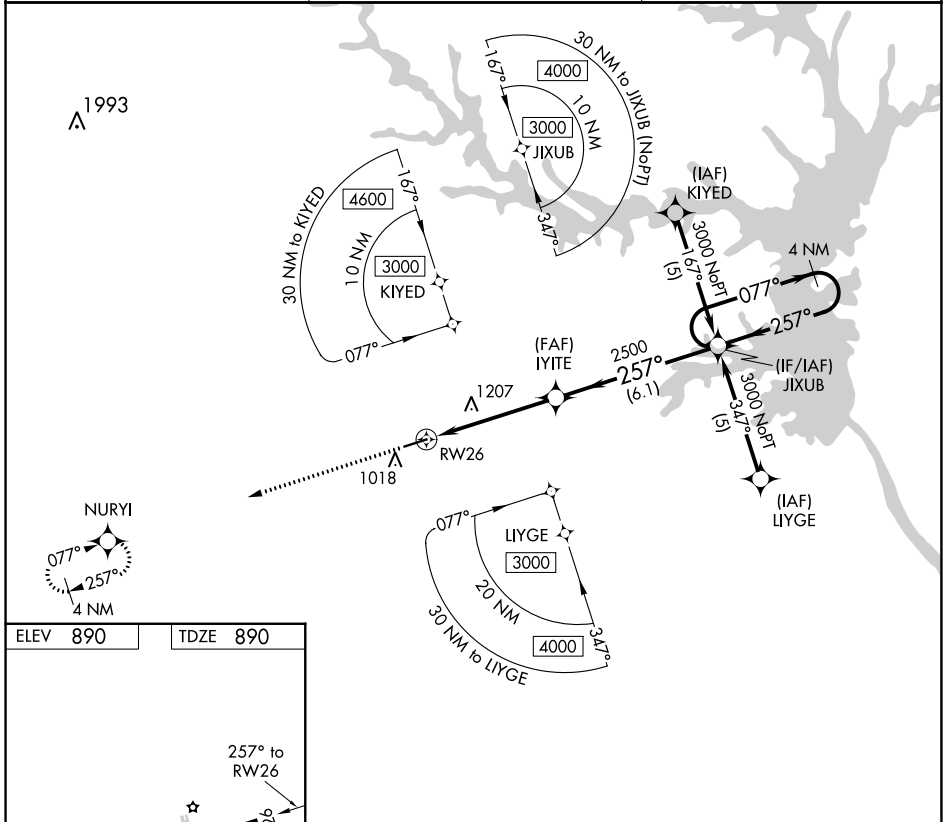 1993
30 NM to JIXUB (NoPT)
4000
10 NM
3000
JIXUB
167°
347°
30 NM to KIYED
4600
10 NM
3000
KIYED
167°
077°
(IAF)
KIYED
3000 NoPT
167°
(5)
4 NM
077°
257°
(IF/IAF)
JIXUB
(FAF)
IYITE
2500
257°
(6.1)
3000 NoPT
347°
(5)
(IAF)
LIYGE
1207
RW26
1018
NURYI
077°
257°
4 NM
077°
LIYGE
3000
20 NM
4000
347°
30 NM to LIYGE
ELEV 890
TDZE 890
257° to
RW26
26